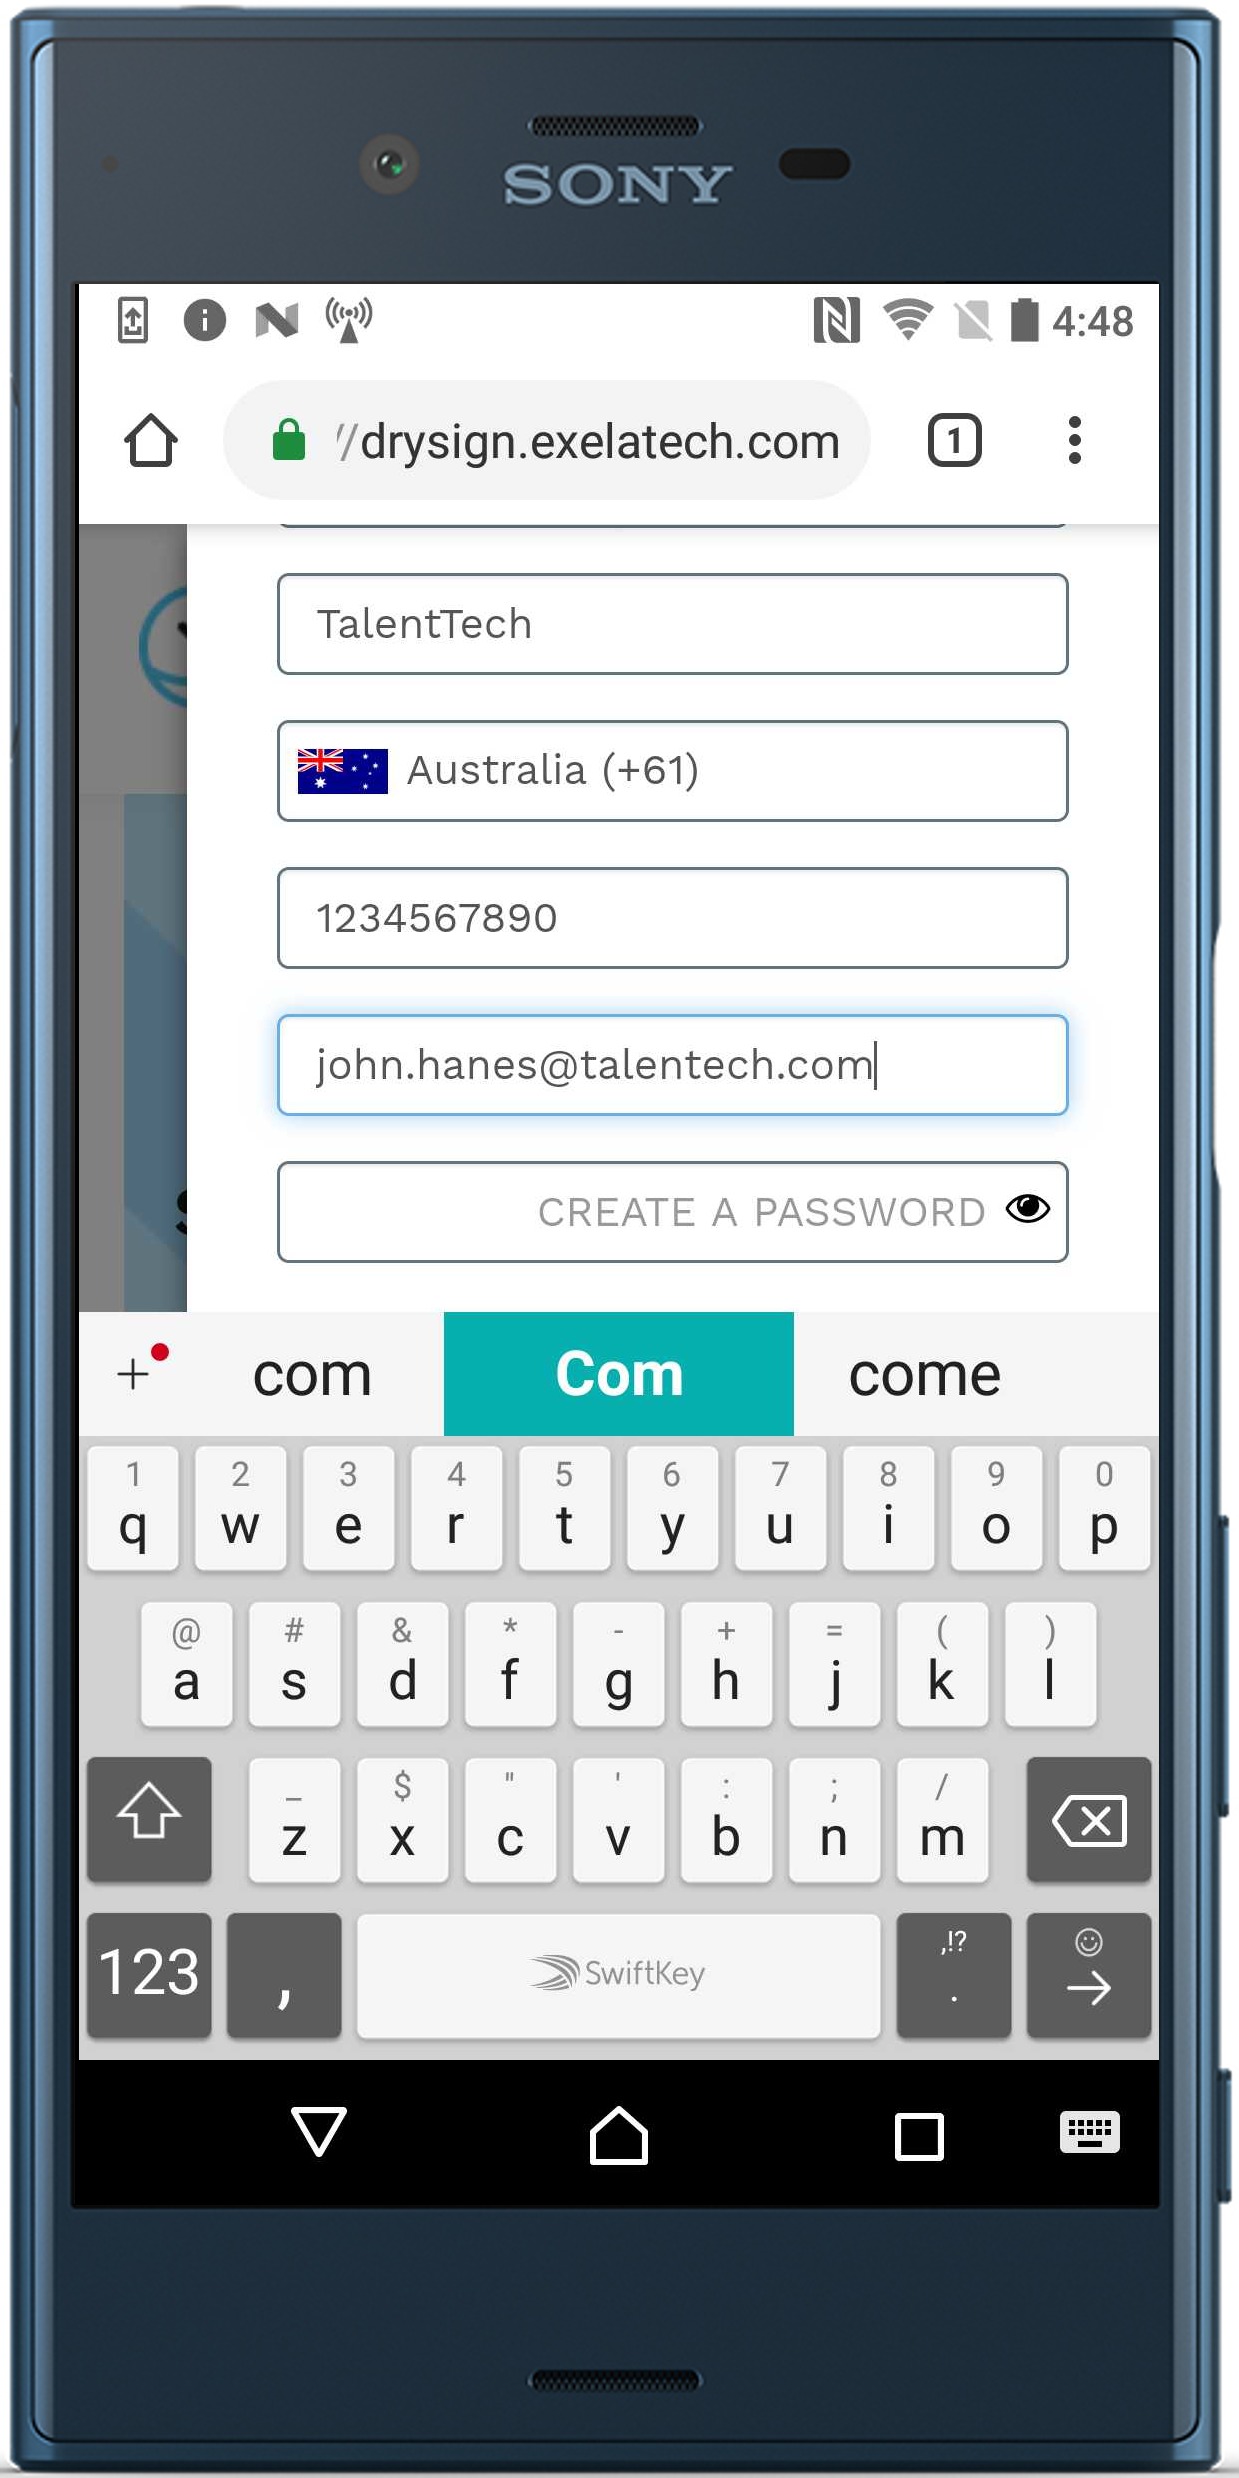 SONY
4:48
//drysign.exelatech.com
1
TalentTech
Australia (+61)
1234567890
john.hanes@talentech.com
CREATE A PASSWORD
+ com Com come
1 2 3 4 5 6 7 8 9 0
q w e r t y u i o p
@ # & * - + = ( )
a s d f g h j k l
_ $ " ' : ; /
z x c v b n m
,!?
123 , SwiftKey .